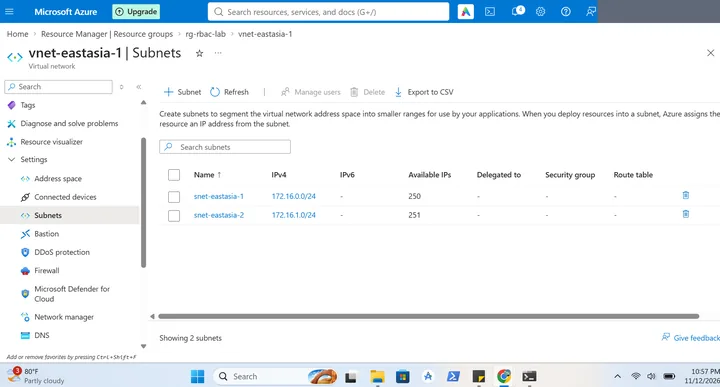 Microsoft Azure
Upgrade
Search resources, services, and docs (G+/)
4
Home > Resource Manager | Resource groups > rg-rbac-lab > vnet-eastasia-1
vnet-eastasia-1 | Subnets
Virtual network
Search
Tags
Diagnose and solve problems
Resource visualizer
Settings
Address space
Connected devices
Subnets
Bastion
DDoS protection
Firewall
Microsoft Defender for
Cloud
Network manager
DNS
Add or remove favorites by pressing Ctrl+Shift+F
+ Subnet
Refresh
Manage users
Delete
Export to CSV
Create subnets to segment the virtual network address space into smaller ranges for use by your applications. When you deploy resources into a subnet, Azure assigns the
resource an IP address from the subnet.
Search subnets
Name ↑ IPv4 IPv6 Available IPs Delegated to Security group Route table
snet-eastasia-1 172.16.0.0/24 - 250 - - -
snet-eastasia-2 172.16.1.0/24 - 251 - - -
Showing 2 subnets
Give feedback
3
80°F
Partly cloudy
Search
10:57 PM